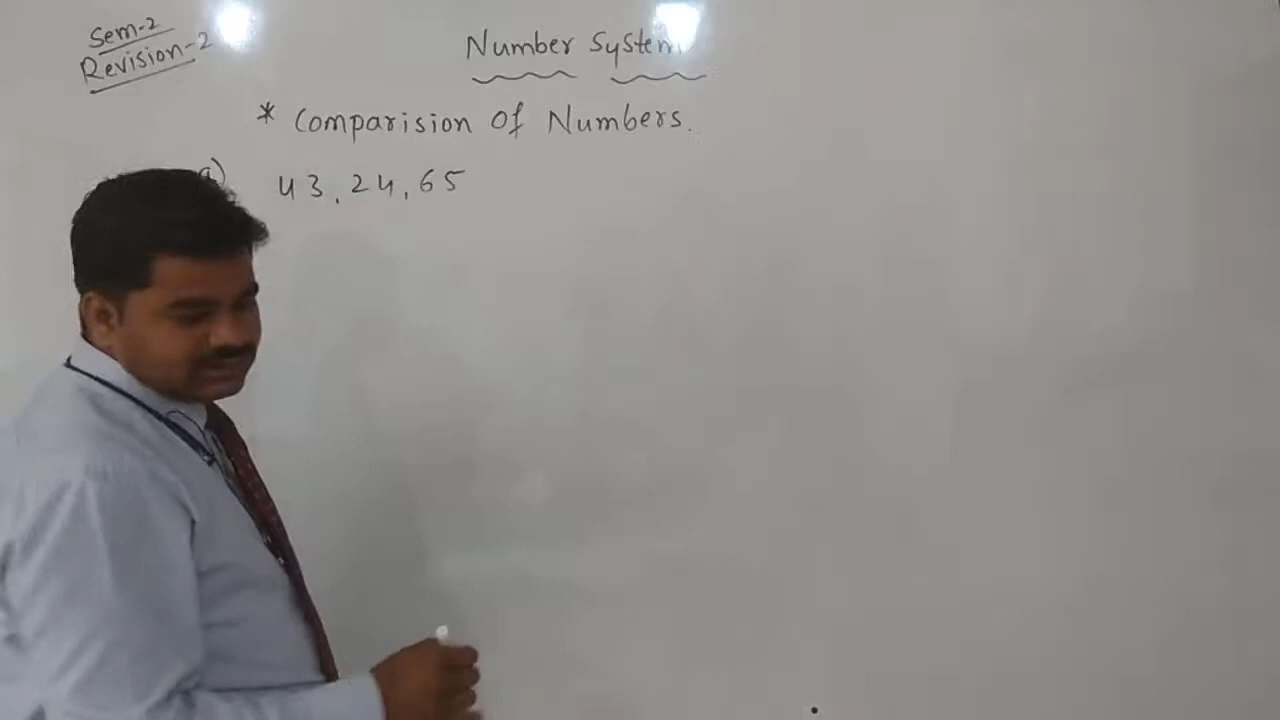 Sem-2
Revision-2
Number System
* Comparision Of Numbers.
a) 43,24,65